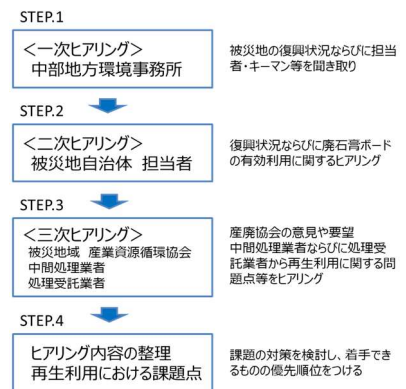 STEP.1
<一次ヒアリング>
中部地方環境事務所
被災地の復興状況ならびに担当
者・キーマン等を聞き取り
STEP.2
<二次ヒアリング>
被災地自治体 担当者
復興状況ならびに廃石膏ボード
の有効利用に関するヒアリング
STEP.3
<三次ヒアリング>
被災地域 産業資源循環協会
中間処理業者
処理受託業者
産廃協会の意見や要望
中間処理業者ならびに処理受
託業者から再生利用に関する問
題点等をヒアリング
STEP.4
ヒアリング内容の整理
再生利用における課題点
課題の対策を検討し、着手でき
るものの優先順位をつける